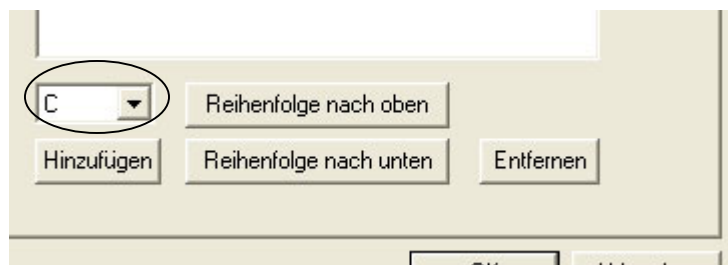 C
Reihenfolge nach oben
Hinzufügen
Reihenfolge nach unten
Entfernen